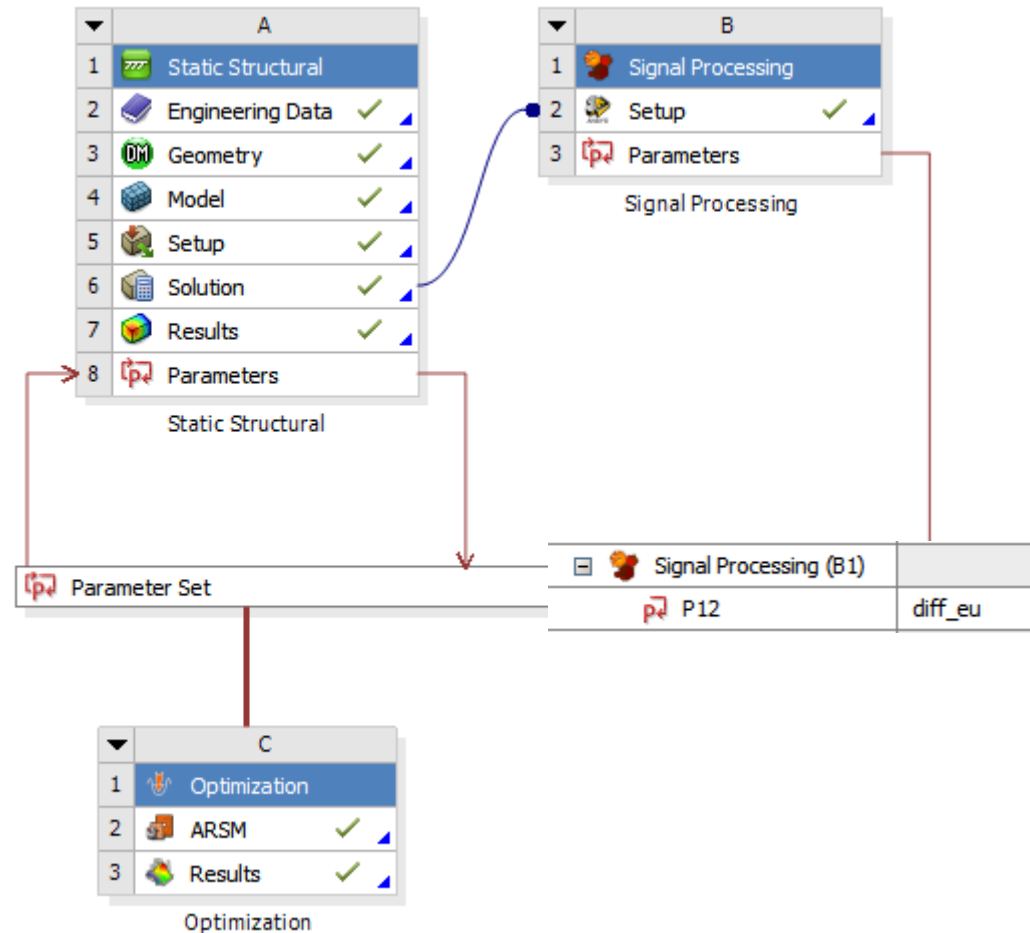 A
1 Static Structural
2 Engineering Data
3 DM Geometry
4 Model
5 Setup
6 Solution
7 Results
8 Parameters
Static Structural
B
1 Signal Processing
2 Setup
3 Parameters
Signal Processing
Parameter Set
Signal Processing (B1)
P12 diff_eu
C
1 Optimization
2 ARSM
3 Results
Optimization